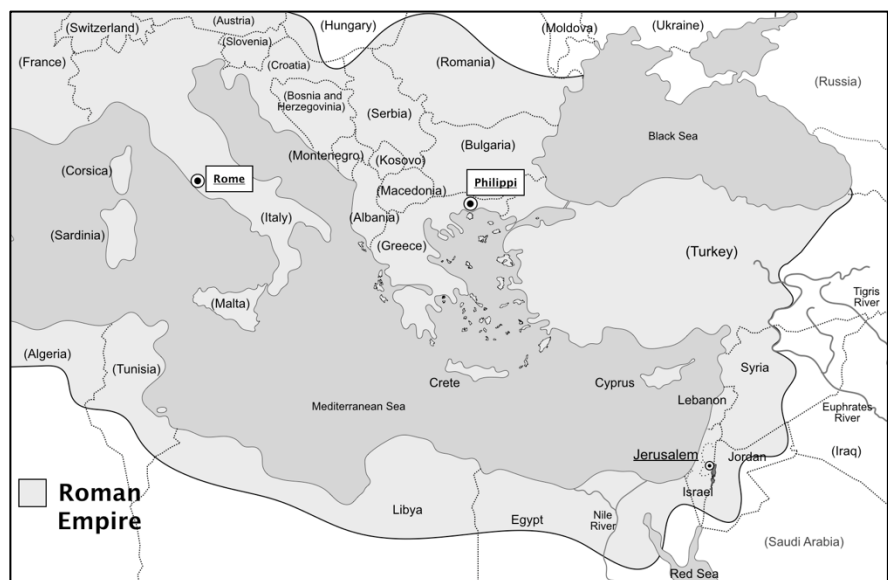 (Austria)
(Hungary)
(Moldova)
(Ukraine)
(Switzerland)
(Slovenia)
(France)
(Croatia)
(Romania)
(Russia)
(Bosnia and
Herzegovina)
(Serbia)
Black Sea
(Bulgaria)
(Montenegro)
(Kosovo)
(Corsica)
Rome
Philippi
(Macedonia)
(Italy)
(Albania)
(Sardinia)
(Greece)
(Turkey)
Tigris
River
(Malta)
(Algeria)
(Tunisia)
Syria
Crete
Cyprus
Lebanon
Mediterranean Sea
Euphrates
River
(Iraq)
Jerusalem
Jordan
Israel
Roman
Empire
Libya
Egypt
Nile
River
(Saudi Arabia)
Red Sea